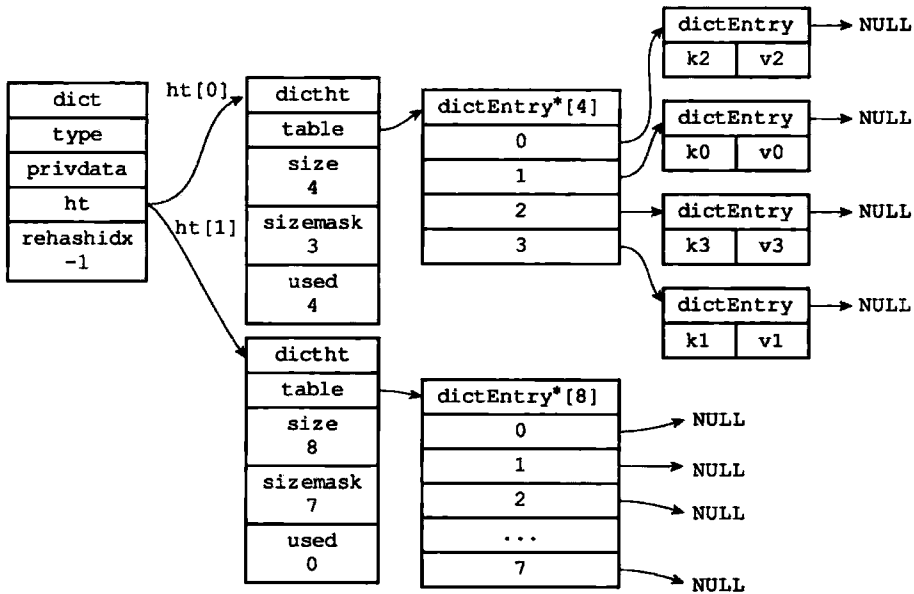 dict
type
privdata
ht
rehashidx
-1
ht[0]
ht[1]
dictht
table
size
4
sizemask
3
used
4
dictEntry*[4]
0
1
2
3
dictEntry
k2 v2
NULL
dictEntry
k0 v0
NULL
dictEntry
k3 v3
NULL
dictEntry
k1 v1
NULL
dictht
table
size
8
sizemask
7
used
0
dictEntry*[8]
0
1
2
...
7
NULL
NULL
NULL
NULL